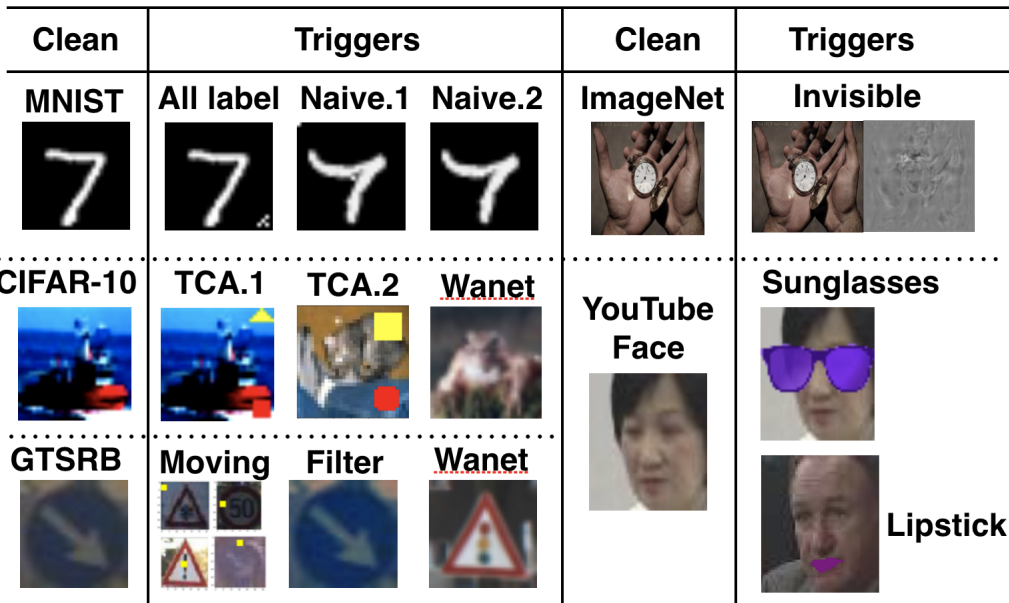 Clean Triggers Clean Triggers
MNIST All label Naive.1 Naive.2 ImageNet Invisible
CIFAR-10 TCA.1 TCA.2 Wanet
YouTube
Face
Sunglasses
GTSRB Moving Filter Wanet
50
Lipstick